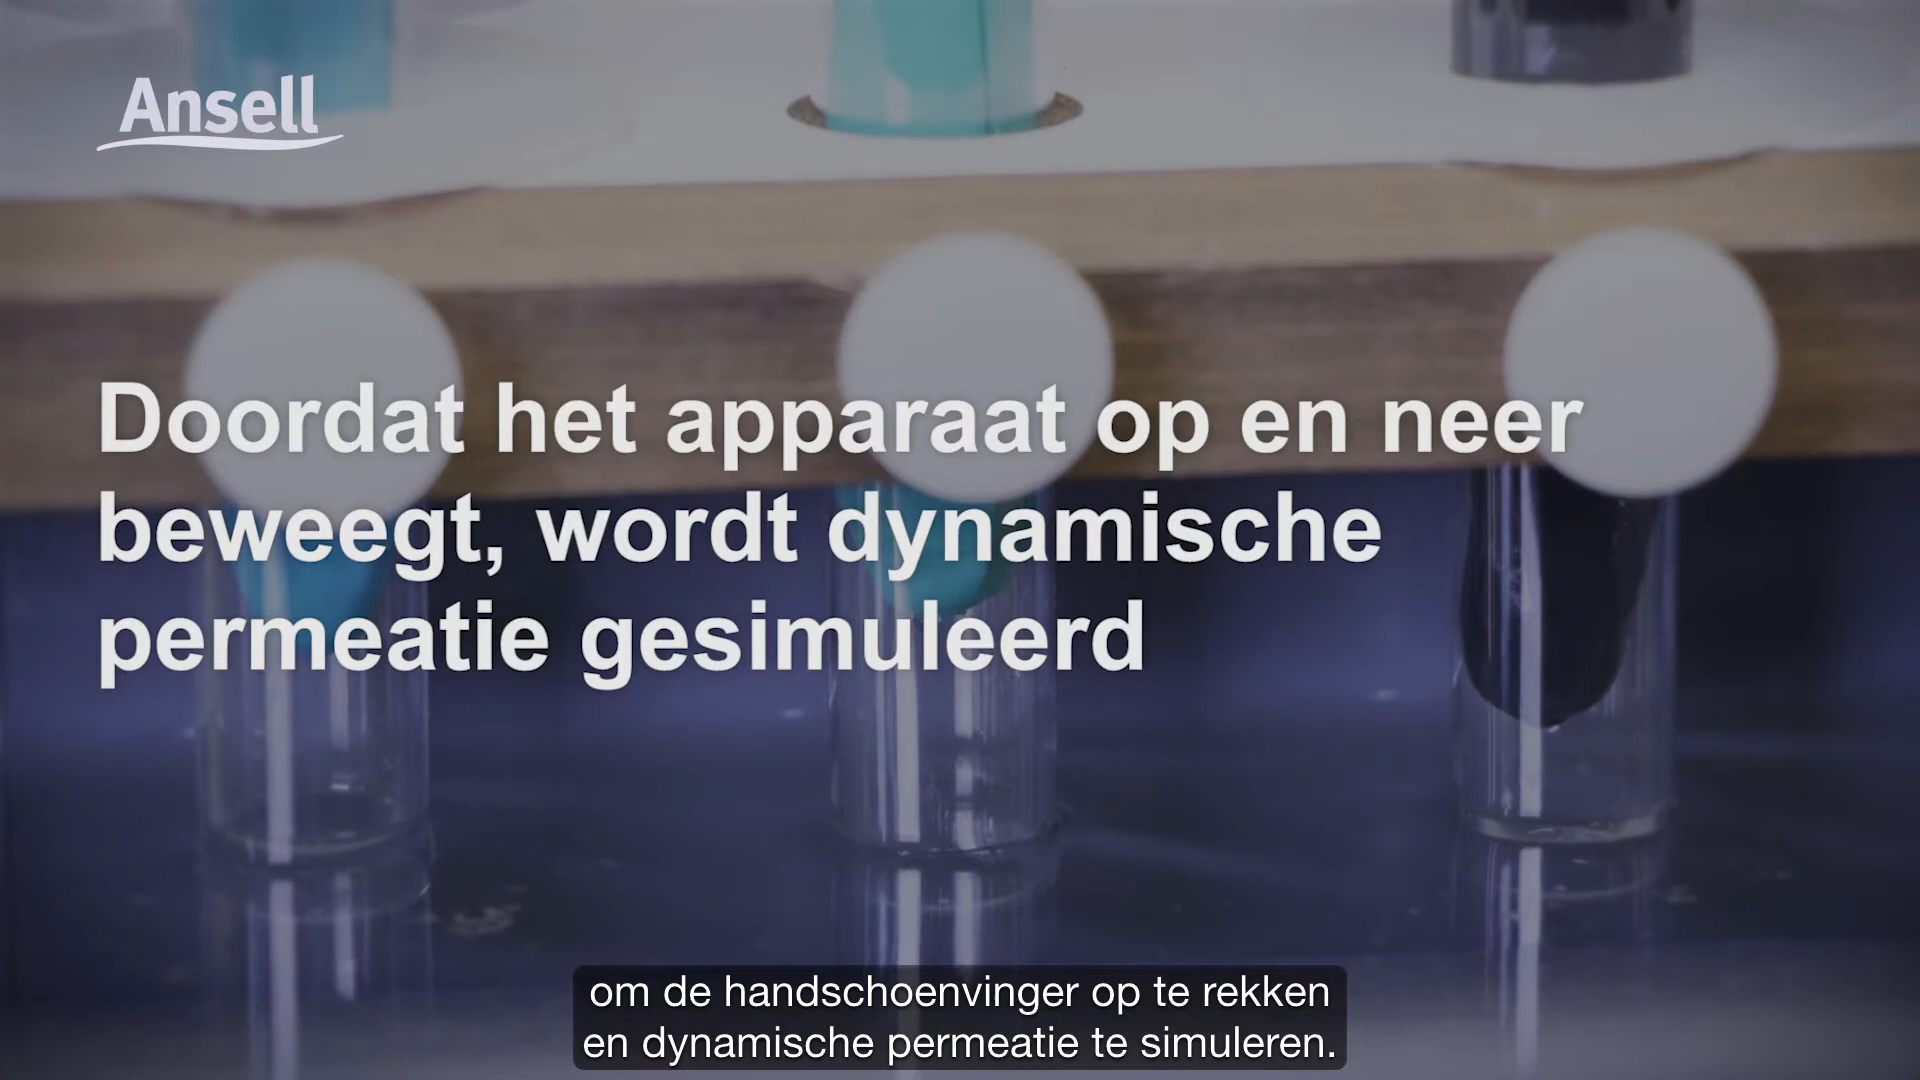 Ansell
Doordat het apparaat op en neer
beweegt, wordt dynamische
permeatie gesimuleerd
om de handschoenvinger op te rekken
en dynamische permeatie te simuleren.